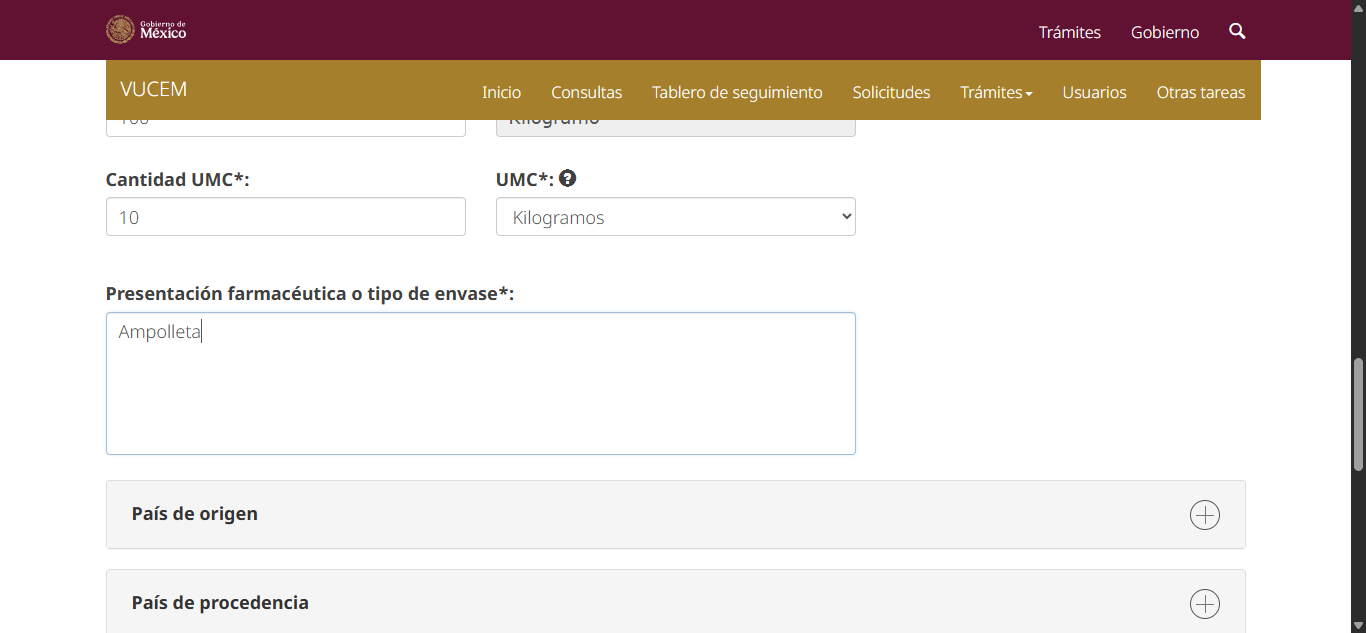 Gobierno de
México
Trámites Gobierno
VUCEM
Inicio Consultas Tablero de seguimiento Solicitudes Trámites Usuarios Otras tareas
100 Kilogramo
Cantidad UMC*: UMC*:
10 Kilogramos
Presentación farmacéutica o tipo de envase*:
Ampolleta
País de origen
País de procedencia